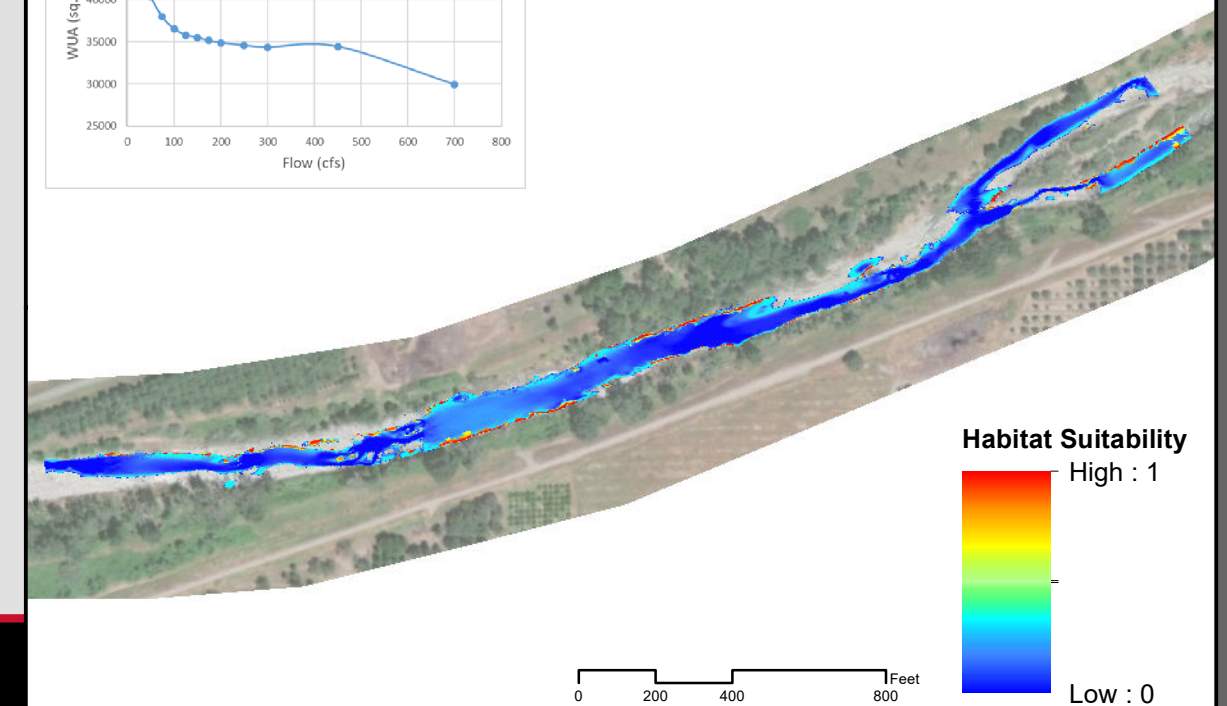 40000
35000
30000
25000
WUA (sq-
0 100 200 300 400 500 600 700 800
Flow (cfs)
Habitat Suitability
High : 1
Low : 0
Feet
0 200 400 800